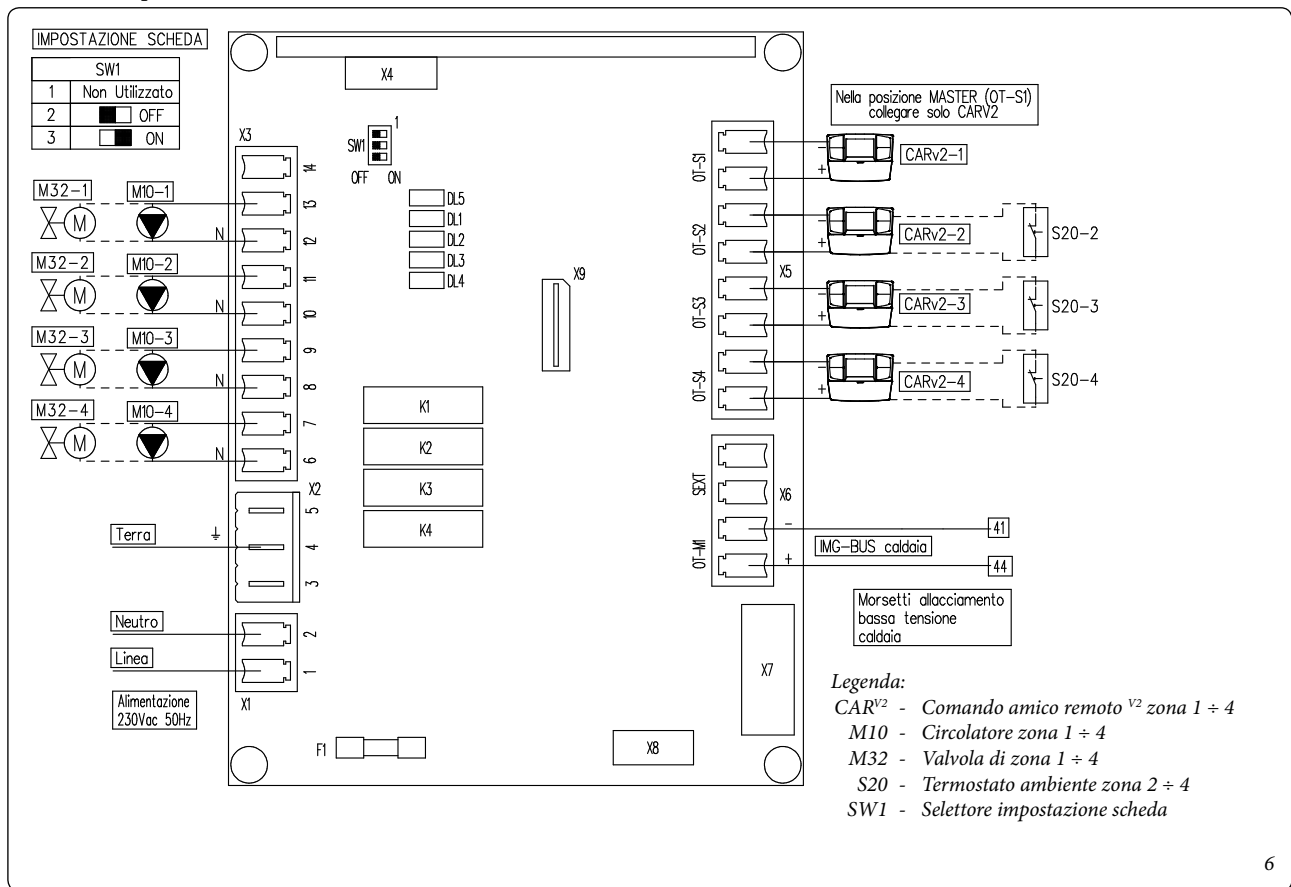 IMPOSTAZIONE SCHEDA
SW1
1 Non Utilizzato
2 OFF
3 ON
X4
X3
SW1
1
OFF ON
DL5
DL1
DL2
DL3
DL4
X9
K1
K2
K3
K4
14
13
12
11
10
9
8
7
6
M32-1 M10-1
M
N
M32-2 M10-2
M
N
M32-3 M10-3
M
N
M32-4 M10-4
M
N
X2
5
4
3
Terra
Neutro
Linea
2
1
X1
Alimentazione
230Vac 50Hz
F1
X8
X7
Nella posizione MASTER (OT-S1)
collegare solo CARV2
OT-S1
- CARv2-1
+
OT-S2
- CARv2-2
+
S20-2
X5
OT-S3
- CARv2-3
+
S20-3
OT-S4
- CARv2-4
+
S20-4
SEXT
X6
OT-M1
-
+
IMG-BUS caldaia
41
44
Morsetti allacciamento
bassa tensione
caldaia
Legenda:
CARV2 - Comando amico remoto V2 zona 1 ÷ 4
M10 - Circolatore zona 1 ÷ 4
M32 - Valvola di zona 1 ÷ 4
S20 - Termostato ambiente zona 2 ÷ 4
SW1 - Selettore impostazione scheda
6